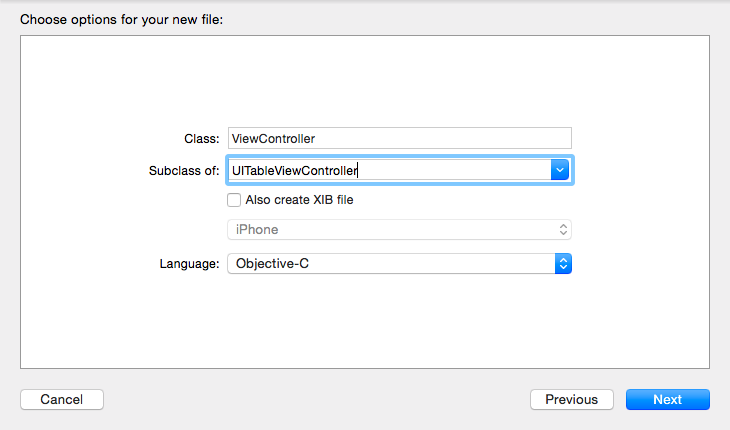 Choose options for your new file:
Class: ViewController
Subclass of: UITableViewController
Also create XIB file
iPhone
Language: Objective-C
Cancel Previous Next